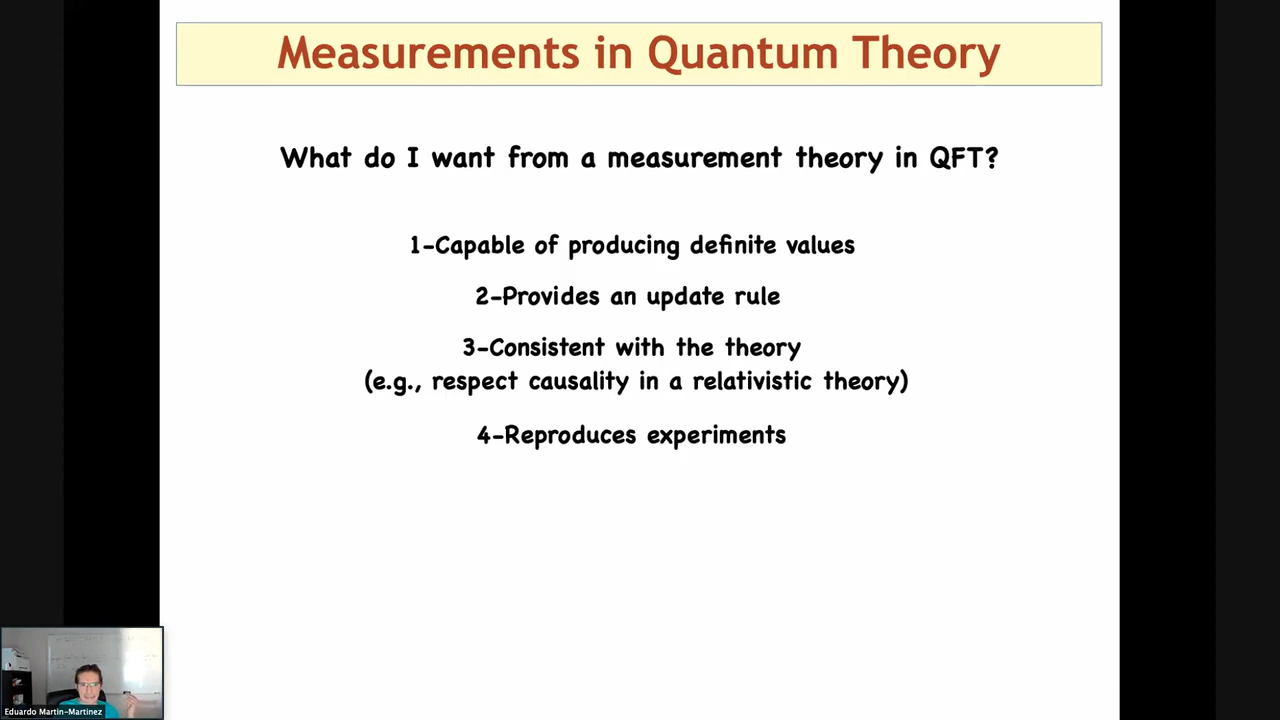 Measurements in Quantum Theory
What do I want from a measurement theory in QFT?
1-Capable of producing definite values
2-Provides an update rule
3-Consistent with the theory
(e.g., respect causality in a relativistic theory)
4-Reproduces experiments
Eduardo Martin-Martinez